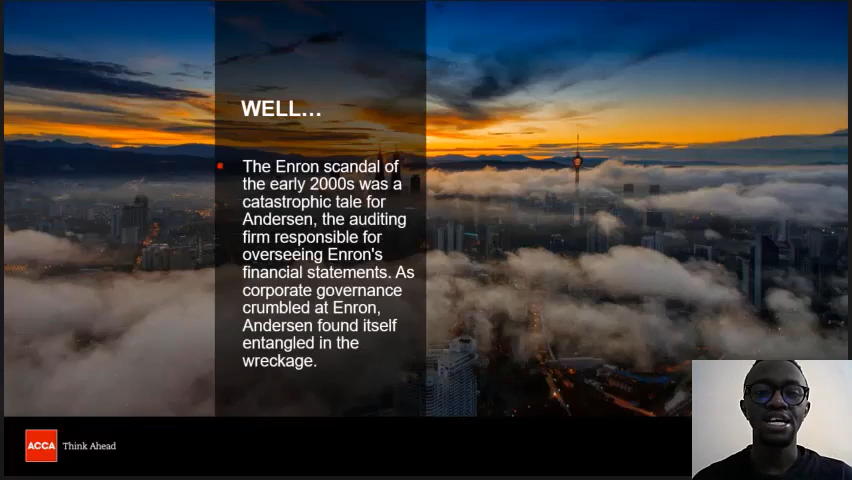 WELL...
The Enron scandal of
the early 2000s was a
catastrophic tale for
Andersen, the auditing
firm responsible for
overseeing Enron's
financial statements. As
corporate governance
crumbled at Enron,
Andersen found itself
entangled in the
wreckage.
ACCA Think Ahead